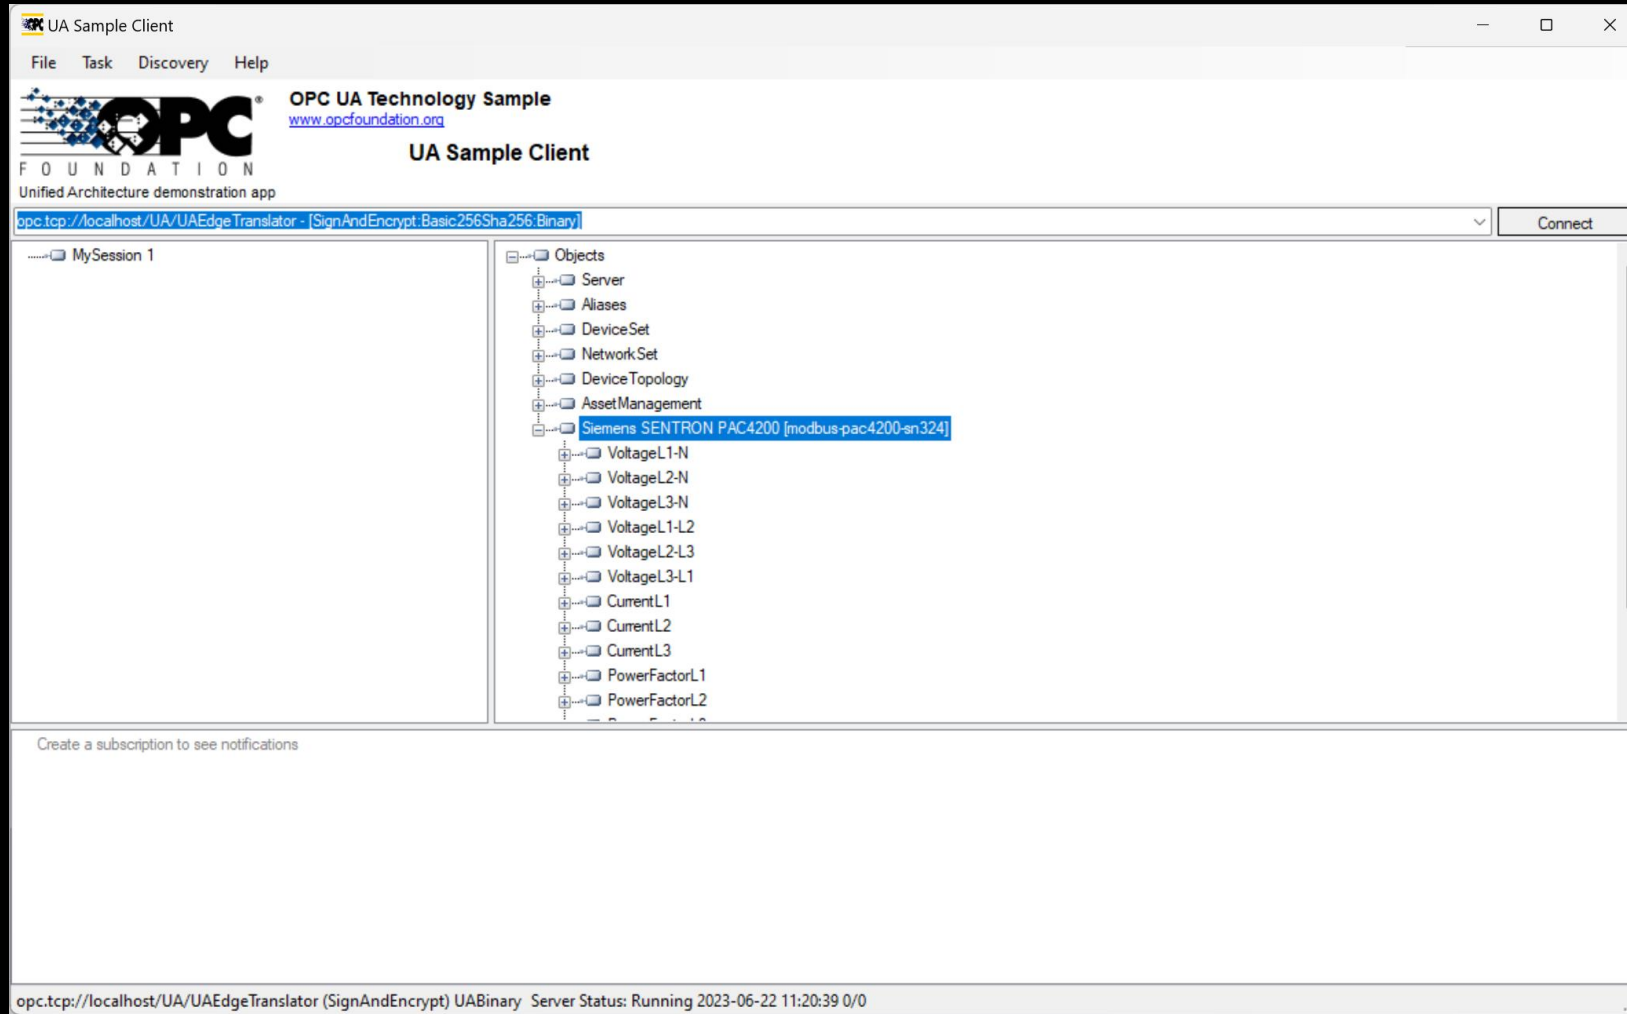 UA Sample Client
File Task Discovery Help
OPC ®
FOUNDATION
Unified Architecture demonstration app
OPC UA Technology Sample
www.opcfoundation.org
UA Sample Client
opc.tcp://localhost/UA/UAEdgeTranslator - [SignAndEncrypt:Basic256Sha256:Binary]
Connect
MySession 1
Objects
Server
Aliases
DeviceSet
NetworkSet
DeviceTopology
AssetManagement
Siemens SENTRON PAC4200 [modbus-pac4200-sn324]
VoltageL1-N
VoltageL2-N
VoltageL3-N
VoltageL1-L2
VoltageL2-L3
VoltageL3-L1
CurrentL1
CurrentL2
CurrentL3
PowerFactorL1
PowerFactorL2
Create a subscription to see notifications
opc.tcp://localhost/UA/UAEdgeTranslator (SignAndEncrypt) UABinary Server Status: Running 2023-06-22 11:20:39 0/0